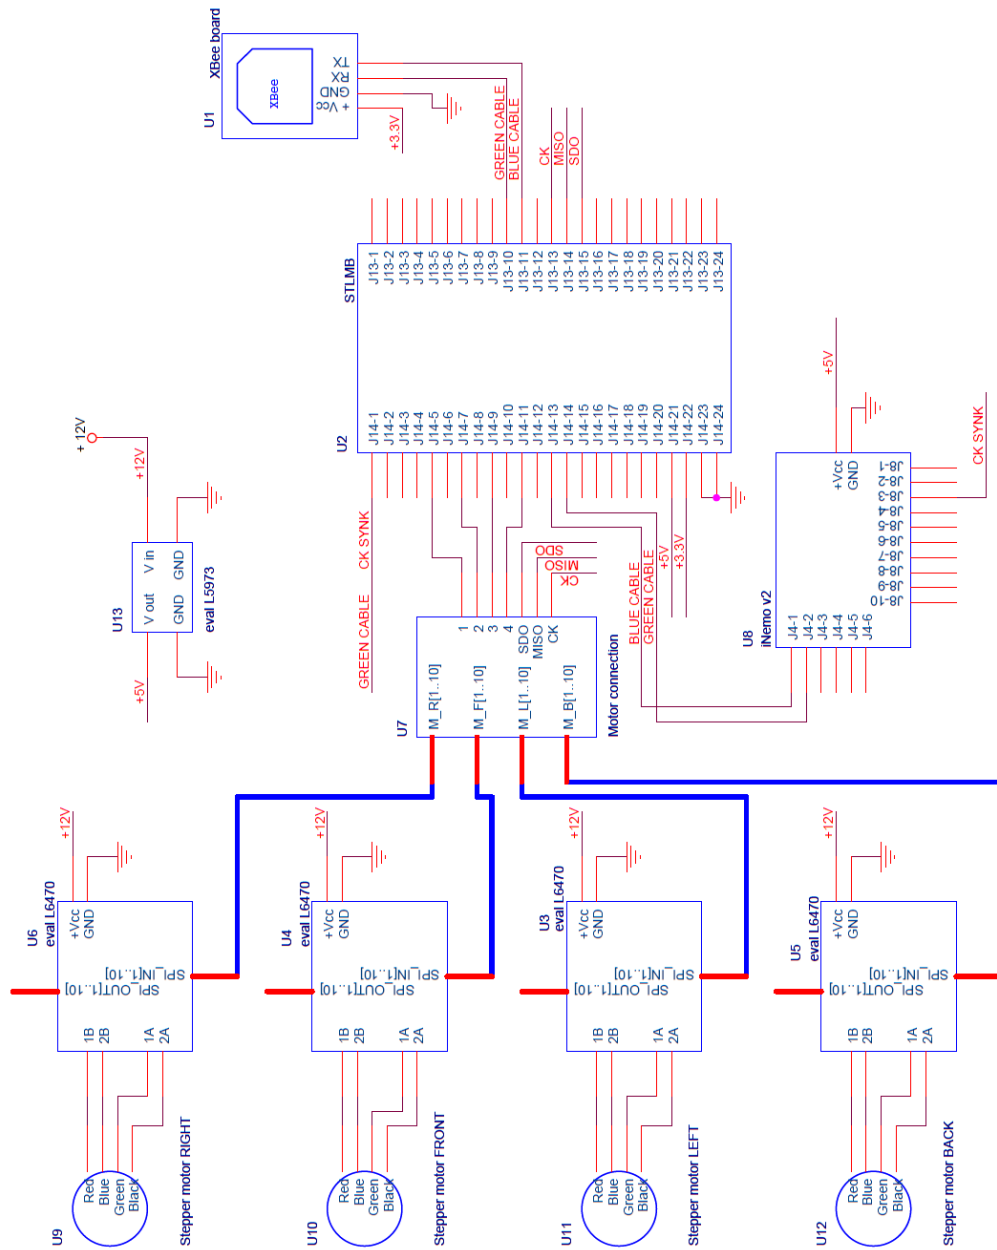 XBee board
U1
XBee
TX
RX
GND
+ Vcc
+3.3V
GREEN CABLE
BLUE CABLE
CK
MISO
SDO
STLMB
J13-1
J13-2
J13-3
J13-4
J13-5
J13-6
J13-7
J13-8
J13-9
J13-10
J13-11
J13-12
J13-13
J13-14
J13-15
J13-16
J13-17
J13-18
J13-19
J13-20
J13-21
J13-22
J13-23
J13-24
U2
J14-1
J14-2
J14-3
J14-4
J14-5
J14-6
J14-7
J14-8
J14-9
J14-10
J14-11
J14-12
J14-13
J14-14
J14-15
J14-16
J14-17
J14-18
J14-19
J14-20
J14-21
J14-22
J14-23
J14-24
+ 12V
+12V
U13
V in
GND
V out
GND
eval L5973
+5V
GREEN CABLE
CK SYNK
SDO
MISO
CK
BLUE CABLE
GREEN CABLE
+5V
+3.3V
U7
1
2
3
4
SDO
MISO
CK
M_R[1..10]
M_F[1..10]
M_L[1..10]
M_B[1..10]
Motor connection
+5V
+Vcc
GND
U8
iNemo v2
J8-1
J8-2
J8-3
J8-4
J8-5
J8-6
J8-7
J8-8
J8-9
J8-10
J4-1
J4-2
J4-3
J4-4
J4-5
J4-6
CK SYNK
U6
eval L6470
+12V
+Vcc
GND
SPI_IN[1..10]
SPI_OUT[1..10]
1B
2B
1A
2A
U9
Red
Blue
Green
Black
Stepper motor RIGHT
U4
eval L6470
+12V
+Vcc
GND
SPI_IN[1..10]
SPI_OUT[1..10]
1B
2B
1A
2A
U10
Red
Blue
Green
Black
Stepper motor FRONT
U3
eval L6470
+12V
+Vcc
GND
SPI_IN[1..10]
SPI_OUT[1..10]
1B
2B
1A
2A
U11
Red
Blue
Green
Black
Stepper motor LEFT
U5
eval L6470
+12V
+Vcc
GND
SPI_IN[1..10]
SPI_OUT[1..10]
1B
2B
1A
2A
U12
Red
Blue
Green
Black
Stepper motor BACK